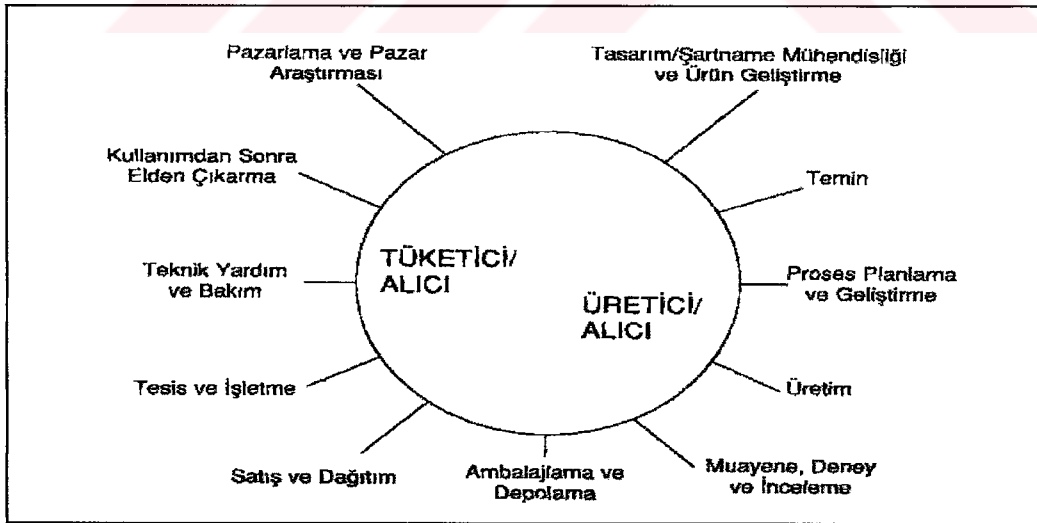 Pazarlama ve Pazar
Araştırması
Tasarım/Şartname Mühendisliği
ve Ürün Geliştirme
Kullanımdan Sonra
Elden Çıkarma
Temin
TÜKETİCİ/
ALICI
Teknik Yardım
ve Bakım
Proses Planlama
ve Geliştirme
ÜRETİCİ/
ALICI
Tesis ve İşletme
Üretim
Satış ve Dağıtım
Ambalajlama ve
Depolama
Muayene, Deney
ve İnceleme